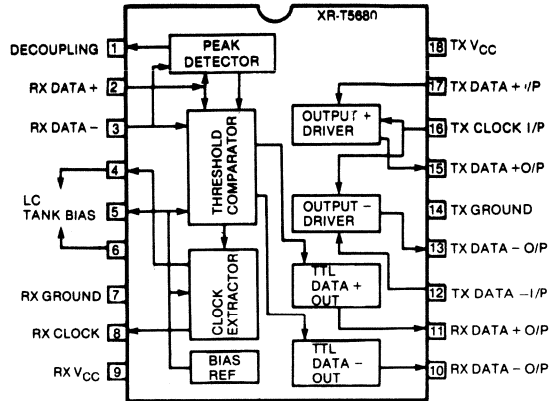 XR-T5680
DECOUPLING 1
RX DATA + 2
RX DATA - 3
4
LC
TANK BIAS
5
6
RX GROUND 7
RX CLOCK 8
RX VCC 9
PEAK
DETECTOR
THRESHOLD
COMPARATOR
CLOCK
EXTRACTOR
BIAS
REF
OUTPUT +
DRIVER
OUTPUT -
DRIVER
TTL
DATA +
OUT
TTL
DATA -
OUT
18 TX VCC
17 TX DATA + I/P
16 TX CLOCK I/P
15 TX DATA +O/P
14 TX GROUND
13 TX DATA - O/P
12 TX DATA -I/P
11 RX DATA + O/P
10 RX DATA - O/P